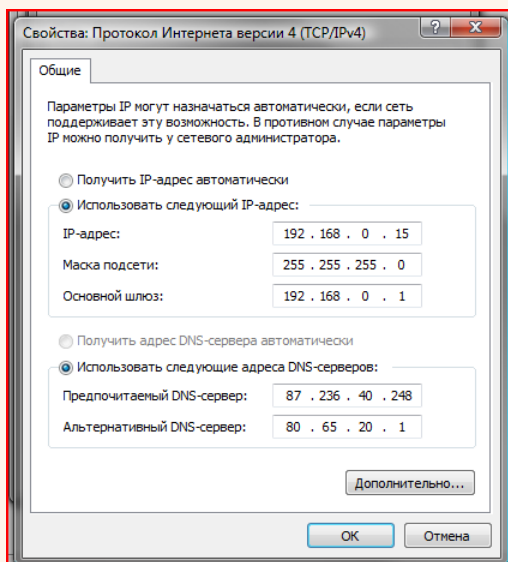 Свойства: Протокол Интернета версии 4 (TCP/IPv4)
Общие
Параметры IP могут назначаться автоматически, если сеть
поддерживает эту возможность. В противном случае параметры
IP можно получить у сетевого администратора.
Получить IP-адрес автоматически
Использовать следующий IP-адрес:
IP-адрес: 192 . 168 . 0 . 15
Маска подсети: 255 . 255 . 255 . 0
Основной шлюз: 192 . 168 . 0 . 1
Получить адрес DNS-сервера автоматически
Использовать следующие адреса DNS-серверов:
Предпочитаемый DNS-сервер: 87 . 236 . 40 . 248
Альтернативный DNS-сервер: 80 . 65 . 20 . 1
Дополнительно...
ОК Отмена